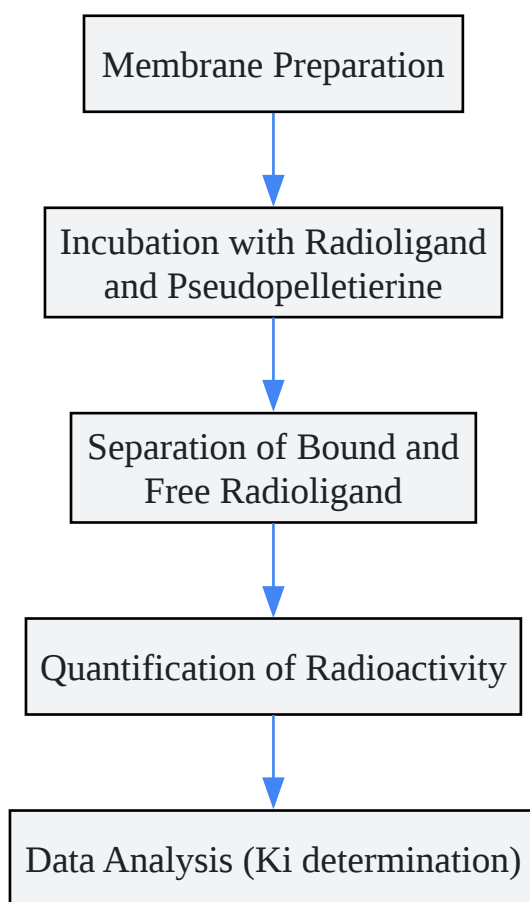 Membrane Preparation
Incubation with Radioligand
and Pseudopelletierine
Separation of Bound and
Free Radioligand
Quantification of Radioactivity
Data Analysis (Ki determination)